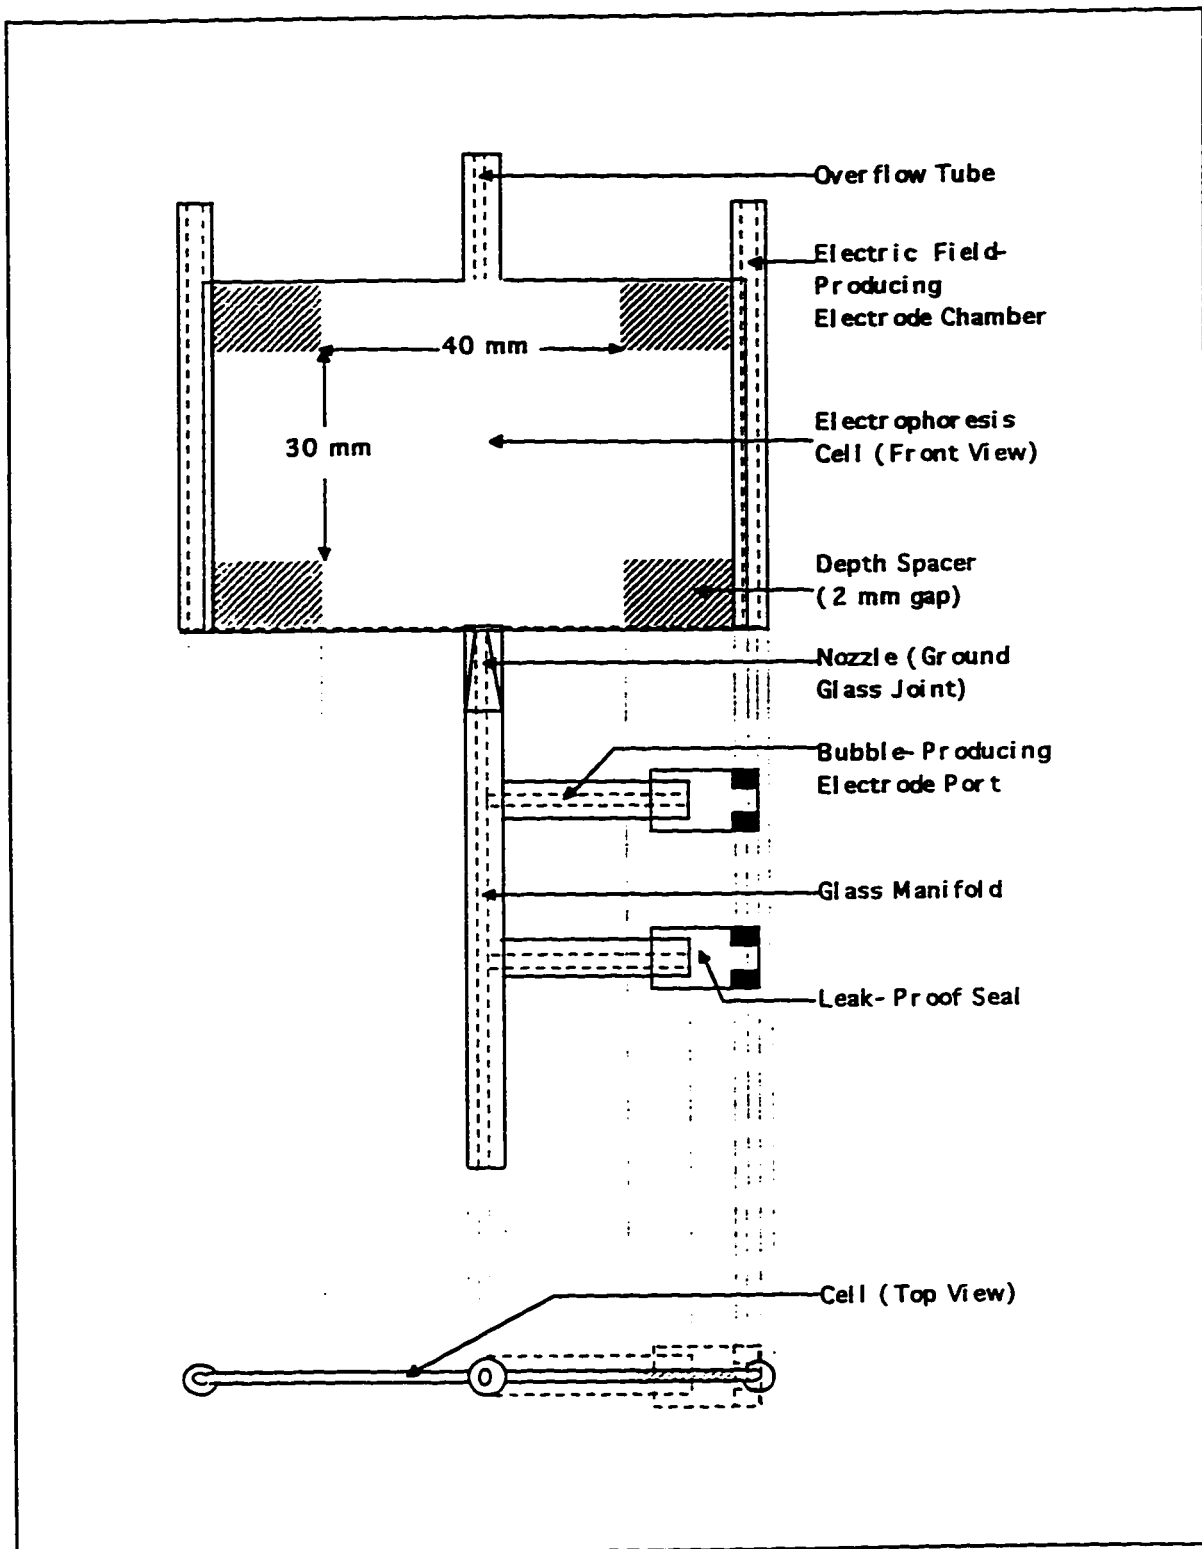 Overflow Tube
Electric Field-
Producing
Electrode Chamber
40 mm
Electrophoresis
Cell (Front View)
30 mm
Depth Spacer
(2 mm gap)
Nozzle (Ground
Glass Joint)
Bubble-Producing
Electrode Port
Glass Manifold
Leak-Proof Seal
Cell (Top View)